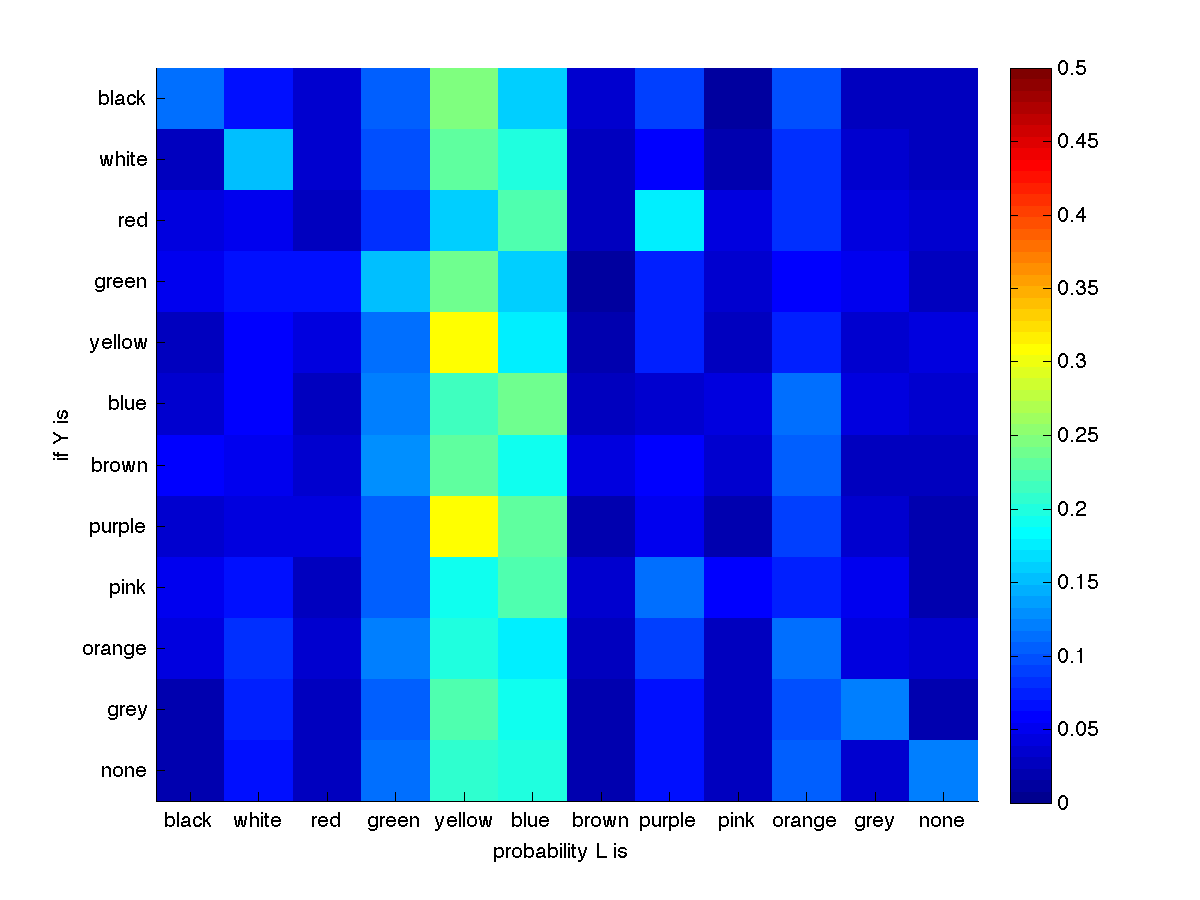 black
white
red
green
yellow
blue
brown
purple
pink
orange
grey
none
if Y is
black white red green yellow blue brown purple pink orange grey none
probability L is
0.5
0.45
0.4
0.35
0.3
0.25
0.2
0.15
0.1
0.05
0